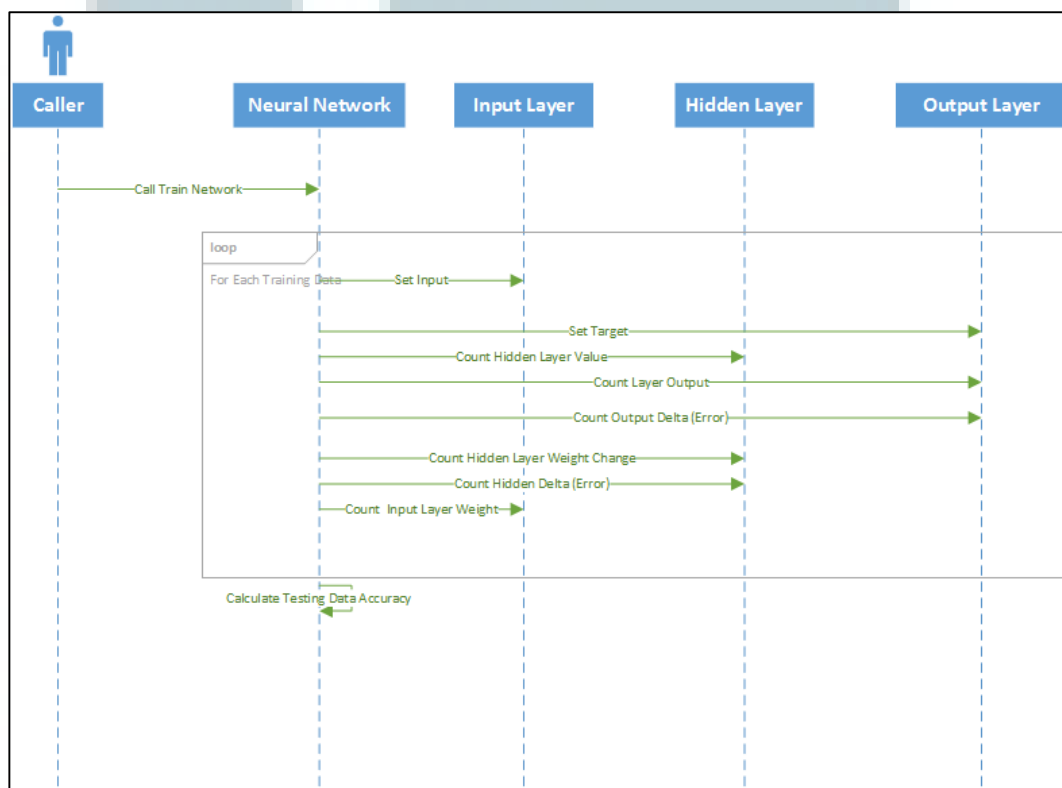 Caller
Neural Network
Input Layer
Hidden Layer
Output Layer
Call Train Network
loop
For Each Training Data
Set Input
Set Target
Count Hidden Layer Value
Count Layer Output
Count Output Delta (Error)
Count Hidden Layer Weight Change
Count Hidden Delta (Error)
Count Input Layer Weight
Calculate Testing Data Accuracy